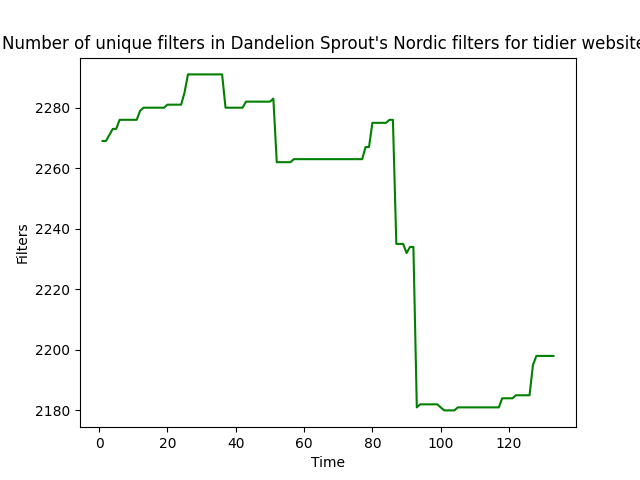 Number of unique filters in Dandelion Sprout's Nordic filters for tidier website
2280
2260
2240
2220
2200
2180
Filters
0 20 40 60 80 100 120
Time